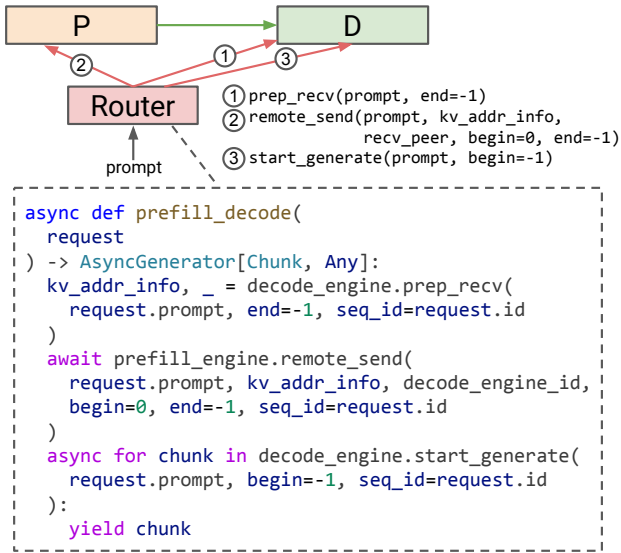 P
D
2
1
3
Router
prompt
1 prep_recv(prompt, end=-1)
2 remote_send(prompt, kv_addr_info,
recv_peer, begin=0, end=-1)
3 start_generate(prompt, begin=-1)
async def prefill_decode(
  request
) -> AsyncGenerator[Chunk, Any]:
  kv_addr_info, _ = decode_engine.prep_recv(
    request.prompt, end=-1, seq_id=request.id
  )
  await prefill_engine.remote_send(
    request.prompt, kv_addr_info, decode_engine_id,
    begin=0, end=-1, seq_id=request.id
  )
  async for chunk in decode_engine.start_generate(
    request.prompt, begin=-1, seq_id=request.id
  ):
    yield chunk